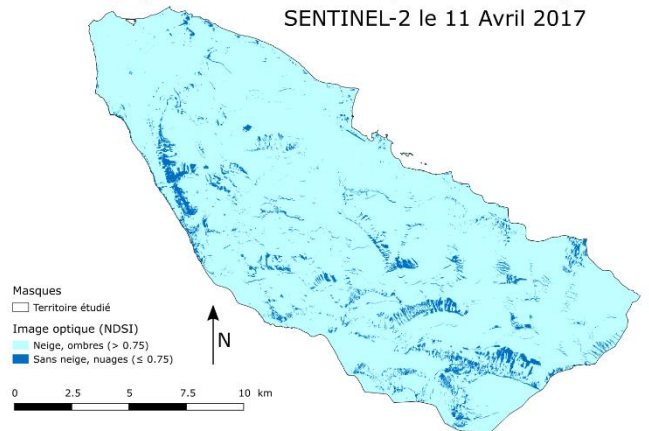 SENTINEL-2 le 11 Avril 2017
Masques
Territoire étudié
Image optique (NDSI)
Neige, ombres (> 0.75)
Sans neige, nuages (≤ 0.75)
N
0 2.5 5 7.5 10 km